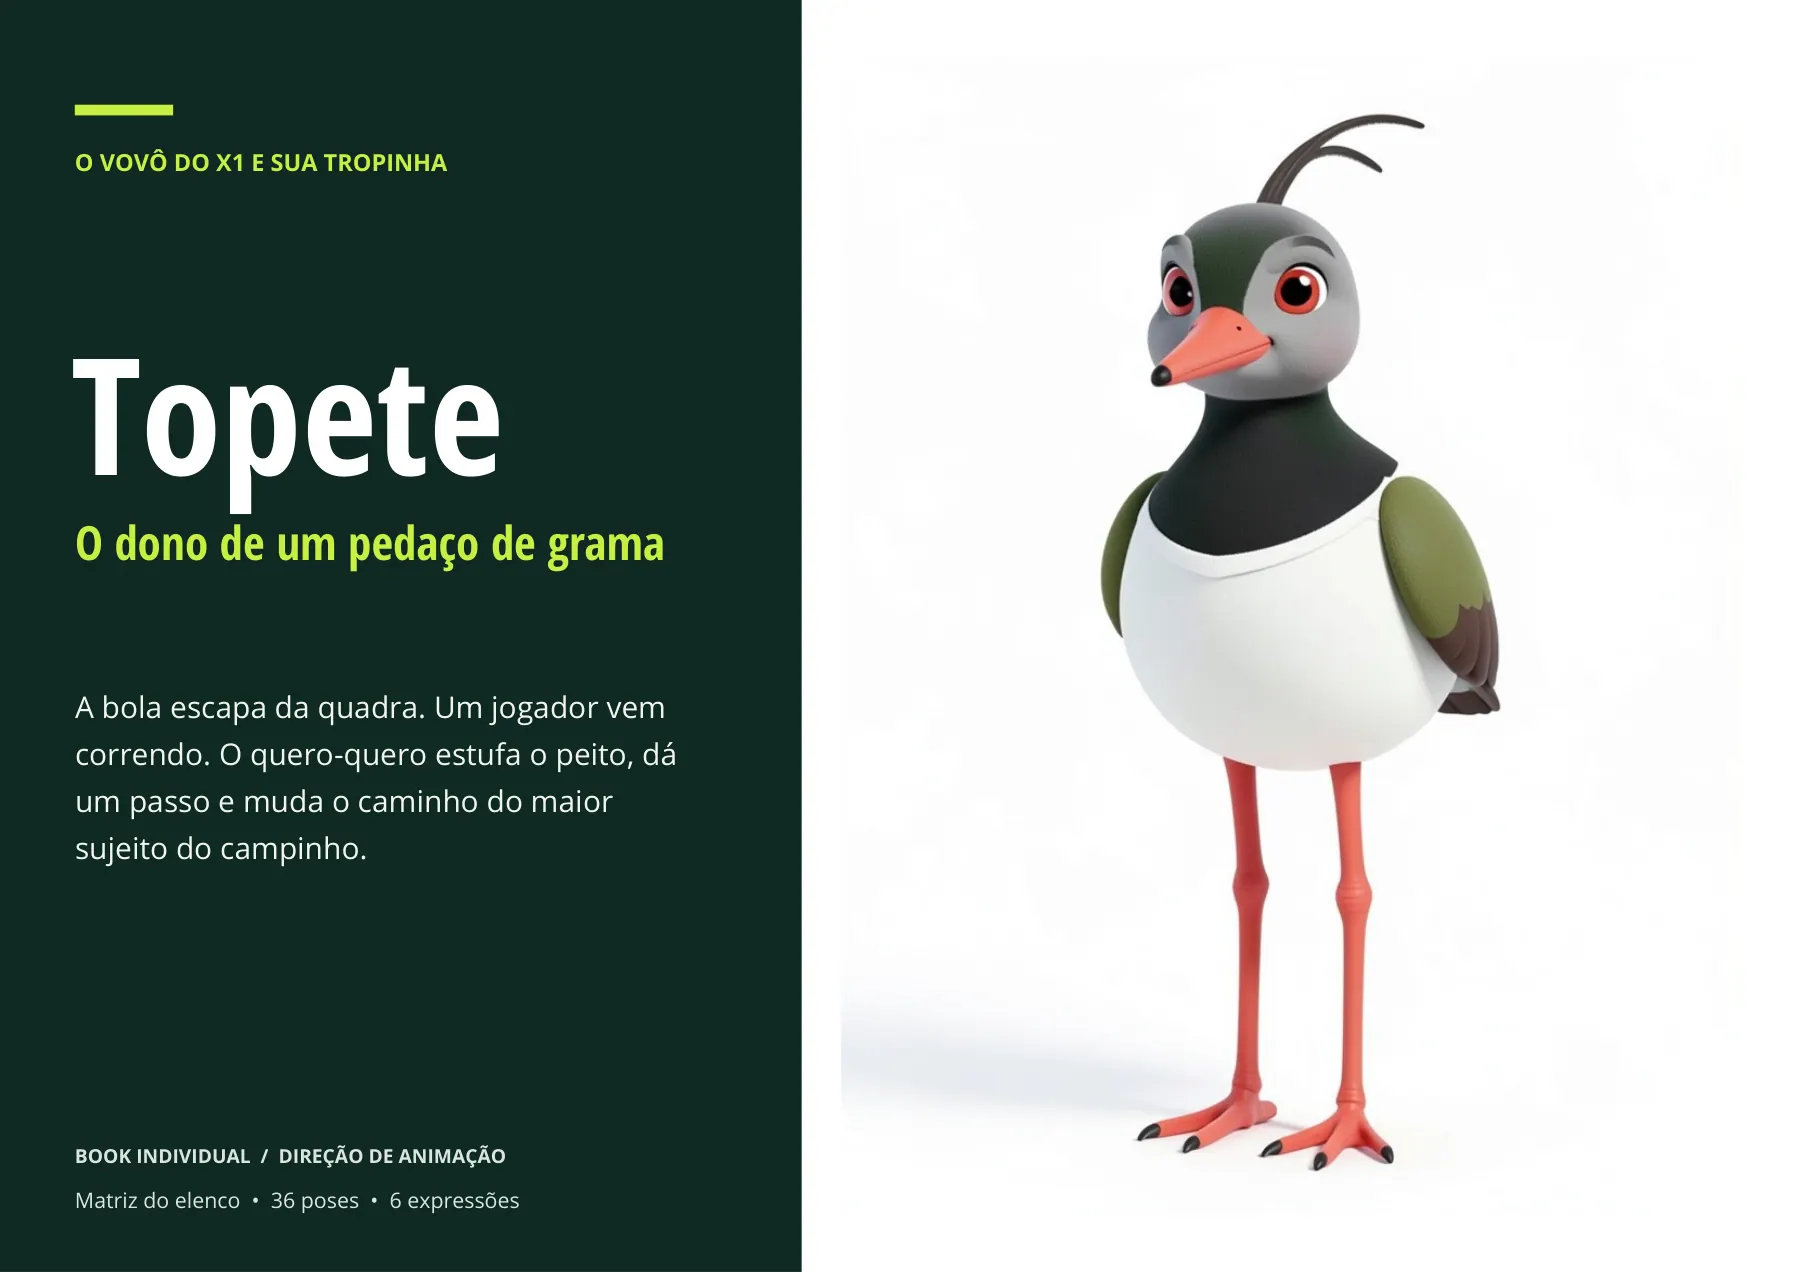 O VOVÔ DO X1 E SUA TROPINHA
Topete
O dono de um pedaço de grama
A bola escapa da quadra. Um jogador vem
correndo. O quero-quero estufa o peito, dá
um passo e muda o caminho do maior
sujeito do campinho.
BOOK INDIVIDUAL / DIREÇÃO DE ANIMAÇÃO
Matriz do elenco • 36 poses • 6 expressões